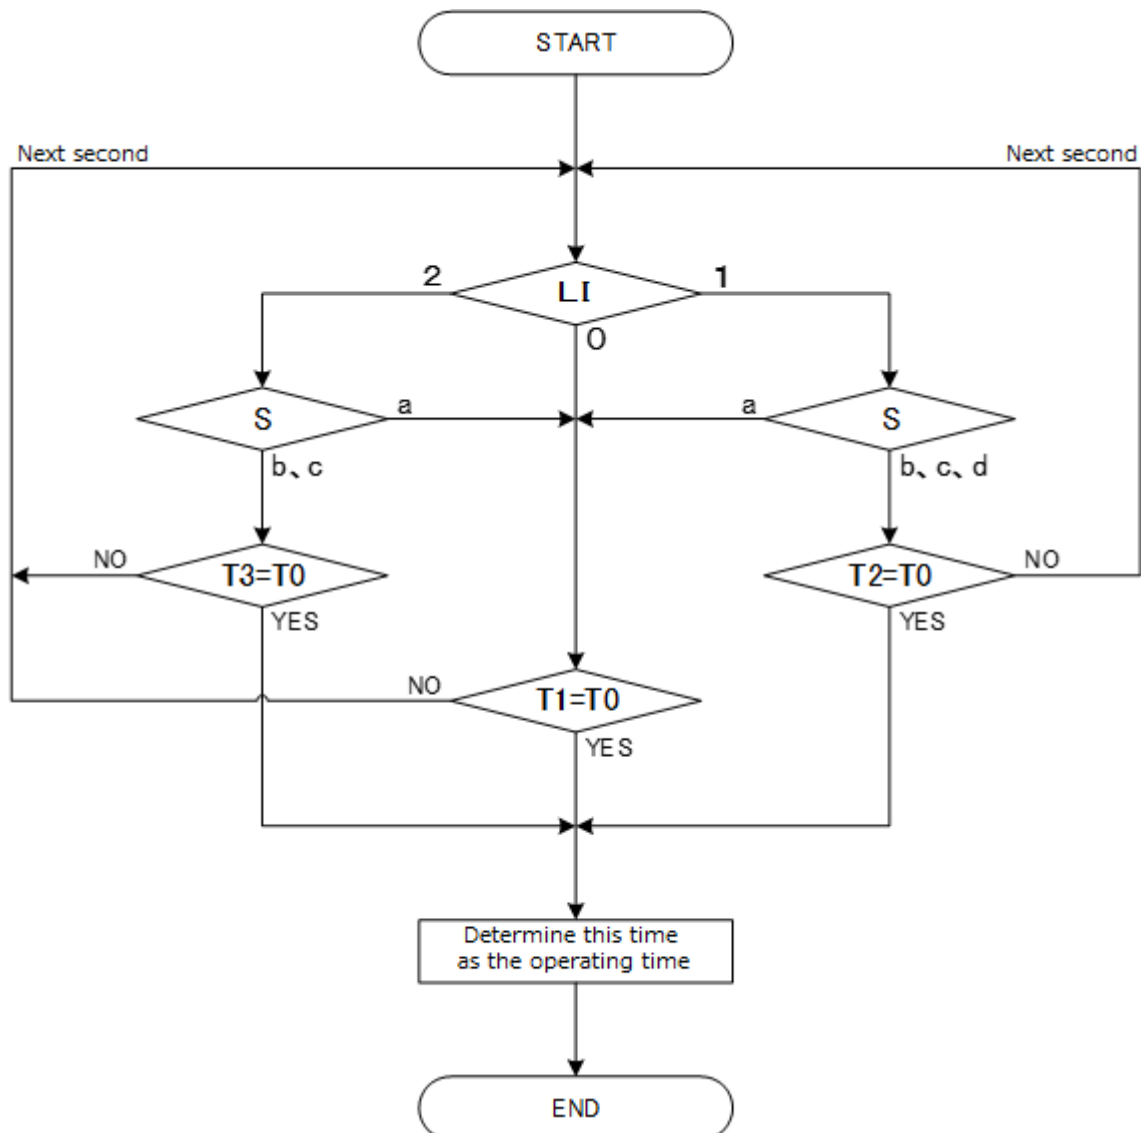 START
Next second
Next second
2
LI
1
0
S
a
a
S
b、c
b、c、d
NO
T3=T0
T2=T0
NO
YES
YES
NO
T1=T0
YES
Determine this time
as the operating time
END